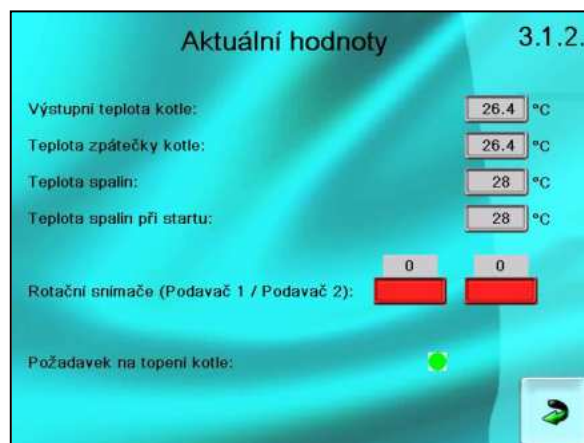 Aktuální hodnoty 3.1.2.
Výstupní teplota kotle: 26.4 °C
Teplota zpátečky kotle: 26.4 °C
Teplota spalin: 28 °C
Teplota spalin při startu: 28 °C
0 0
Rotační snímače (Podavač 1 / Podavač 2):
Požadavek na topení kotle: